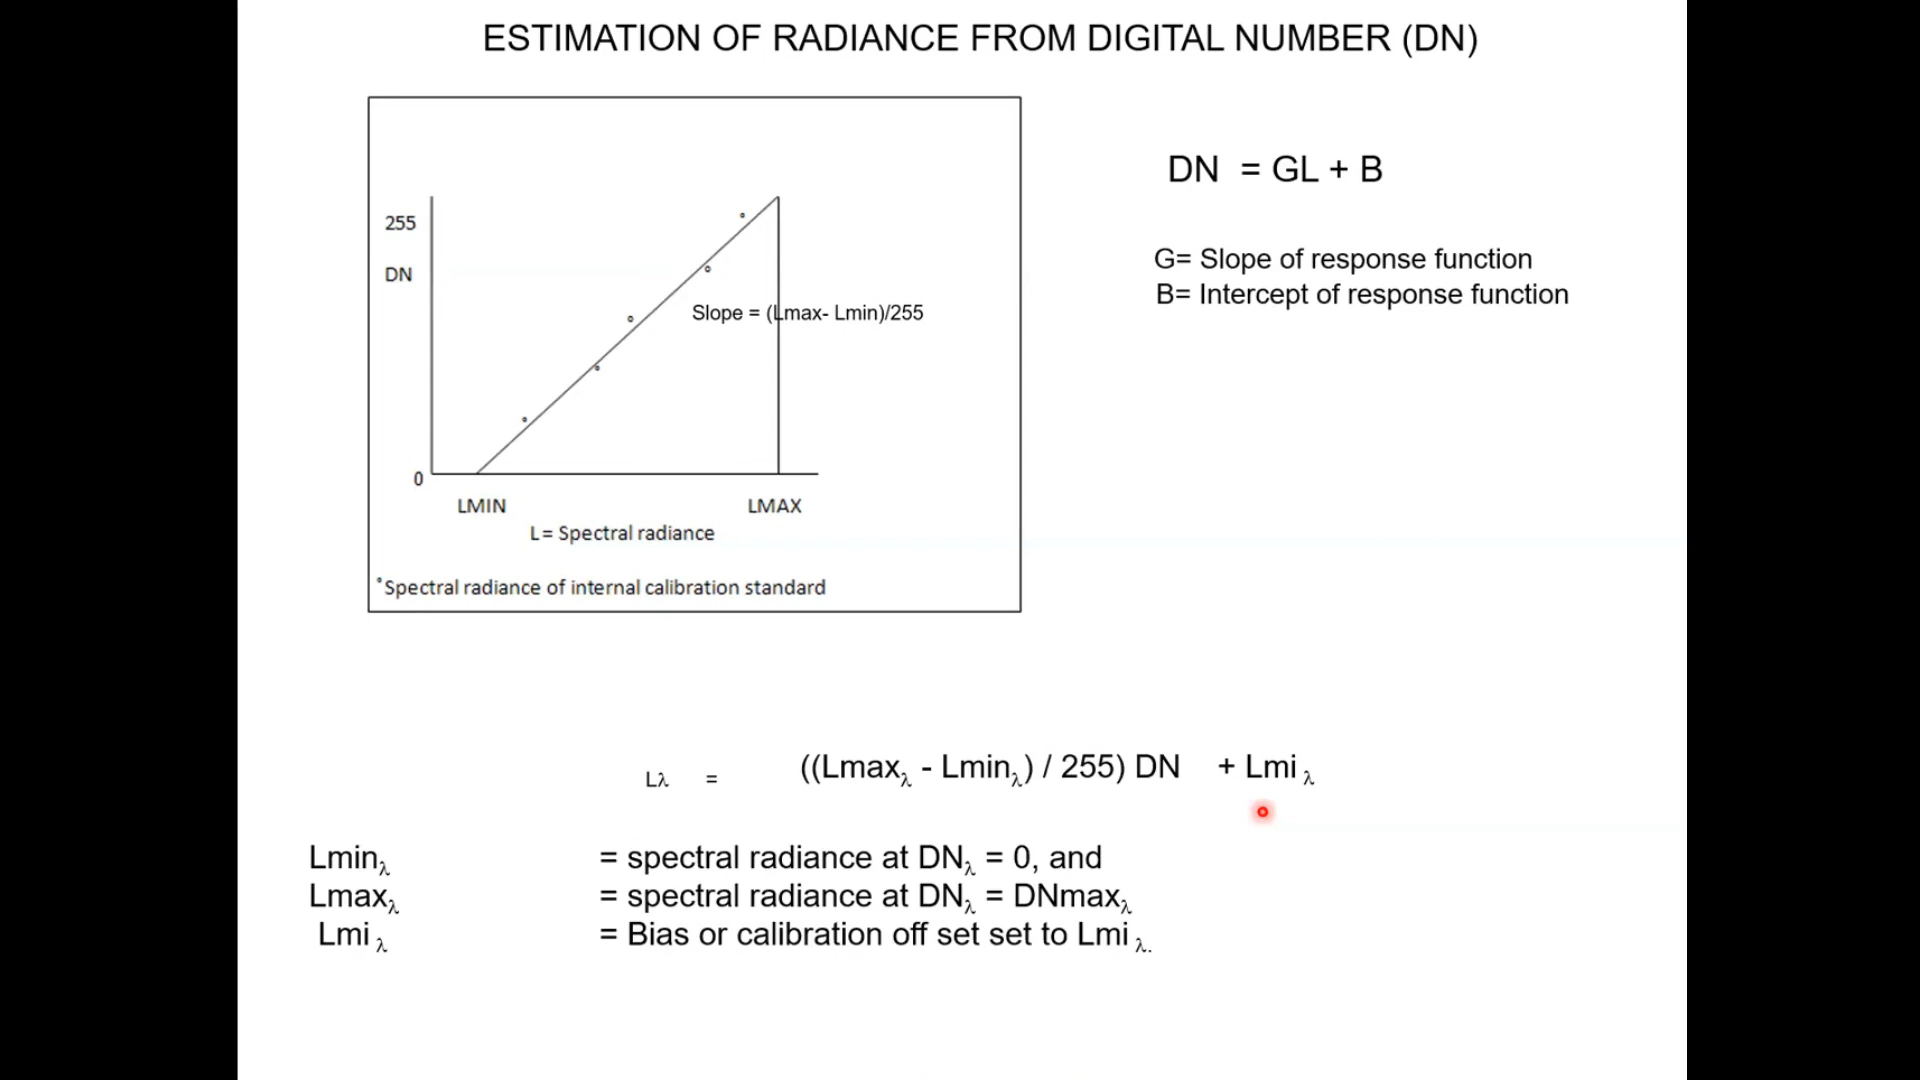 ESTIMATION OF RADIANCE FROM DIGITAL NUMBER (DN)
255
DN
Slope = (Lmax- Lmin)/255
0
LMIN LMAX
L= Spectral radiance
°Spectral radiance of internal calibration standard
DN = GL + B
G= Slope of response function
B= Intercept of response function
Lλ = ((Lmaxλ - Lminλ) / 255) DN + Lmi λ
Lminλ = spectral radiance at DNλ = 0, and
Lmaxλ = spectral radiance at DNλ = DNmaxλ
Lmi λ = Bias or calibration off set set to Lmi λ.